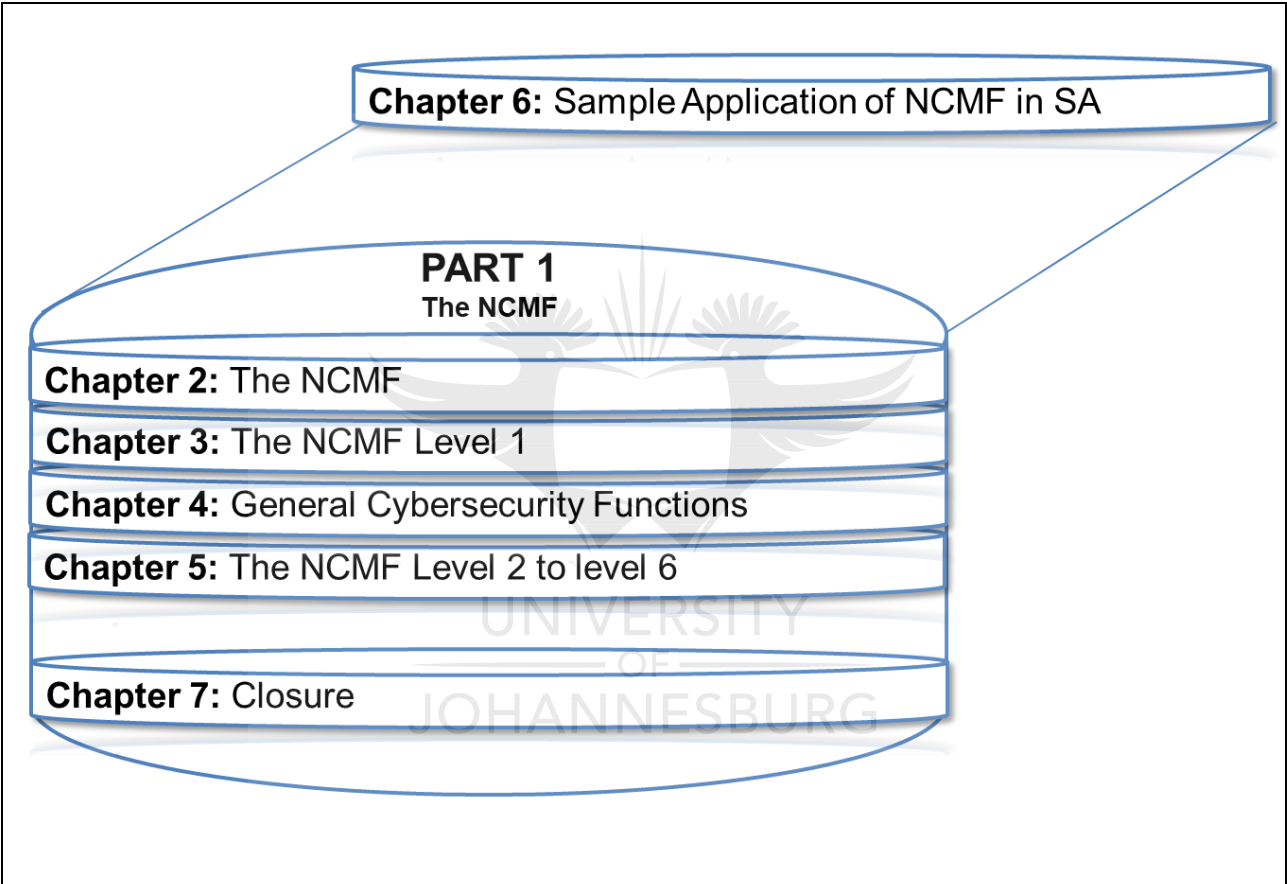 Chapter 6: Sample Application of NCMF in SA
PART 1
The NCMF
Chapter 2: The NCMF
Chapter 3: The NCMF Level 1
Chapter 4: General Cybersecurity Functions
Chapter 5: The NCMF Level 2 to level 6
UNIVERSITY
OF
Chapter 7: Closure
JOHANNESBURG